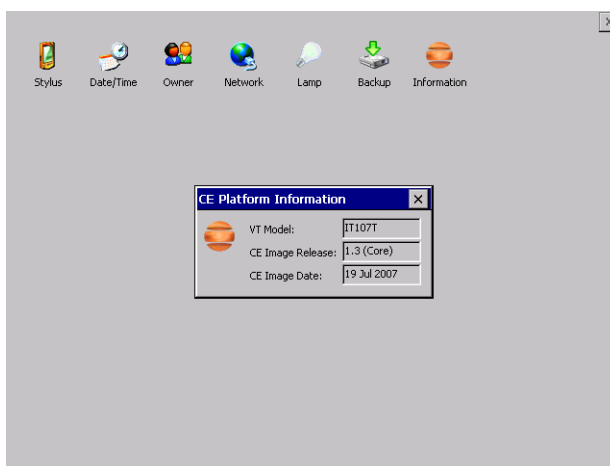 Stylus Date/Time Owner Network Lamp Backup Information
CE Platform Information
VT Model: IT107T
CE Image Release: 1.3 (Core)
CE Image Date: 19 Jul 2007